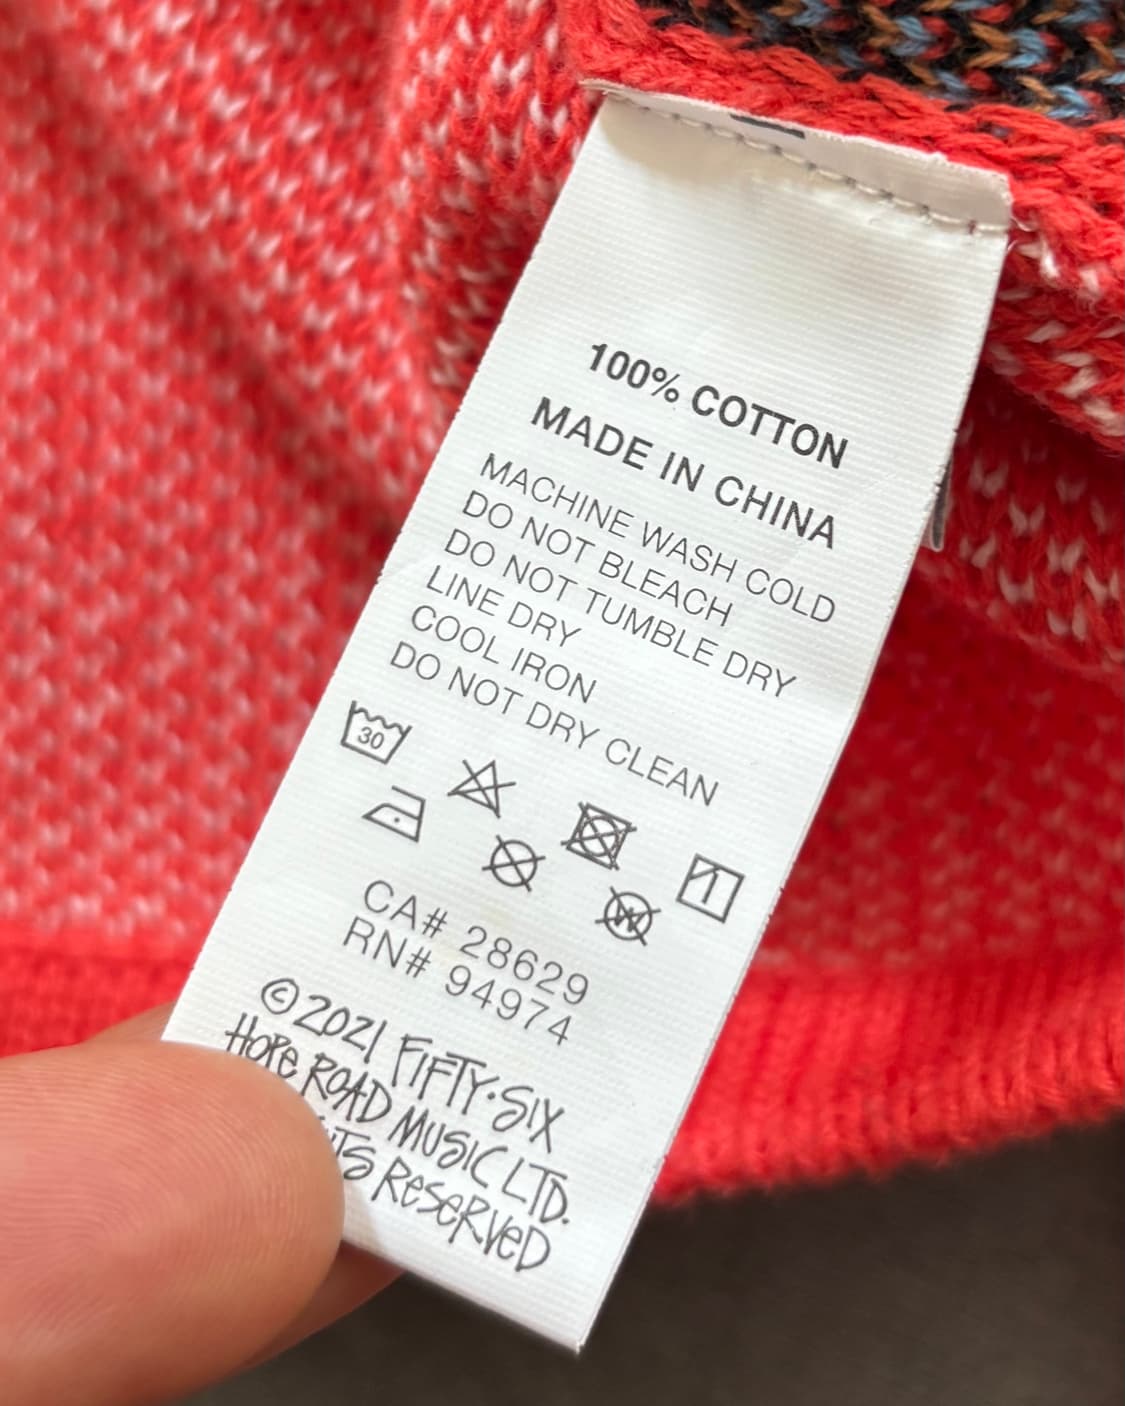 100% COTTON
MADE IN CHINA
MACHINE WASH COLD
DO NOT BLEACH
DO NOT TUMBLE DRY
LINE DRY
COOL IRON
DO NOT DRY CLEAN
30
W
CA# 28629
RN# 94974
©2021 FIFTY-SIX
HOPE ROAD MUSIC LTD.
RESERVED